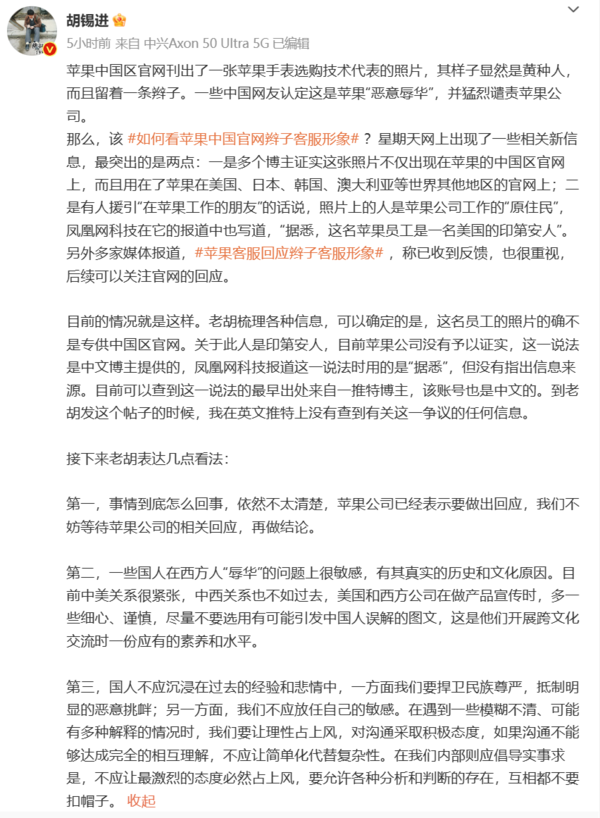 胡锡进
5小时前 来自 中兴Axon 50 Ultra 5G 已编辑
苹果中国区官网刊出了一张苹果手表选购技术代表的照片，其样子显然是黄种人，
而且留着一条辫子。一些中国网友认定这是苹果“恶意辱华”，并猛烈谴责苹果公
司。
那么，该 #如何看苹果中国官网辫子客服形象# ？星期天网上出现了一些相关新信
息，最突出的是两点：一是多个博主证实这张照片不仅出现在苹果的中国区官网
上，而且用在了苹果在美国、日本、韩国、澳大利亚等世界其他地区的官网上；二
是有人援引“在苹果工作的朋友”的话说，照片上的人是苹果公司工作的“原住民”，
凤凰网科技在它的报道中也写道，“据悉，这名苹果员工是一名美国的印第安人”。
另外多家媒体报道，#苹果客服回应辫子客服形象# ，称已收到反馈，也很重视，
后续可以关注官网的回应。
目前的情况就是这样。老胡梳理各种信息，可以确定的是，这名员工的照片的确不
是专供中国区官网。关于此人是印第安人，目前苹果公司没有予以证实，这一说法
是中文博主提供的，凤凰网科技报道这一说法时用的是“据悉”，但没有指出信息来
源。目前可以查到这一说法的最早出处来自一推特博主，该账号也是中文的。到老
胡发这个帖子的时候，我在英文推特上没有查到有关这一争议的任何信息。
接下来老胡表达几点看法：
第一，事情到底怎么回事，依然不太清楚，苹果公司已经表示要做出回应，我们不
妨等待苹果公司的相关回应，再做结论。
第二，一些国人在西方人“辱华”的问题上很敏感，有其真实的历史和文化原因。目
前中美关系很紧张，中西关系也不如过去，美国和西方公司在做产品宣传时，多一
些细心、谨慎，尽量不要选用有可能引发中国人误解的图文，这是他们开展跨文化
交流时一份应有的素养和水平。
第三，国人不应沉浸在过去的经验和悲情中，一方面我们要捍卫民族尊严，抵制明
显的恶意挑衅；另一方面，我们不应放任自己的敏感。在遇到一些模糊不清、可能
有多种解释的情况时，我们要让理性占上风，对沟通采取积极态度，如果沟通不能
够达成完全的相互理解，不应让简单化代替复杂性。在我们内部则应倡导实事求
是，不应让最激烈的态度必然占上风，要允许各种分析和判断的存在，互相都不要
扣帽子。 收起